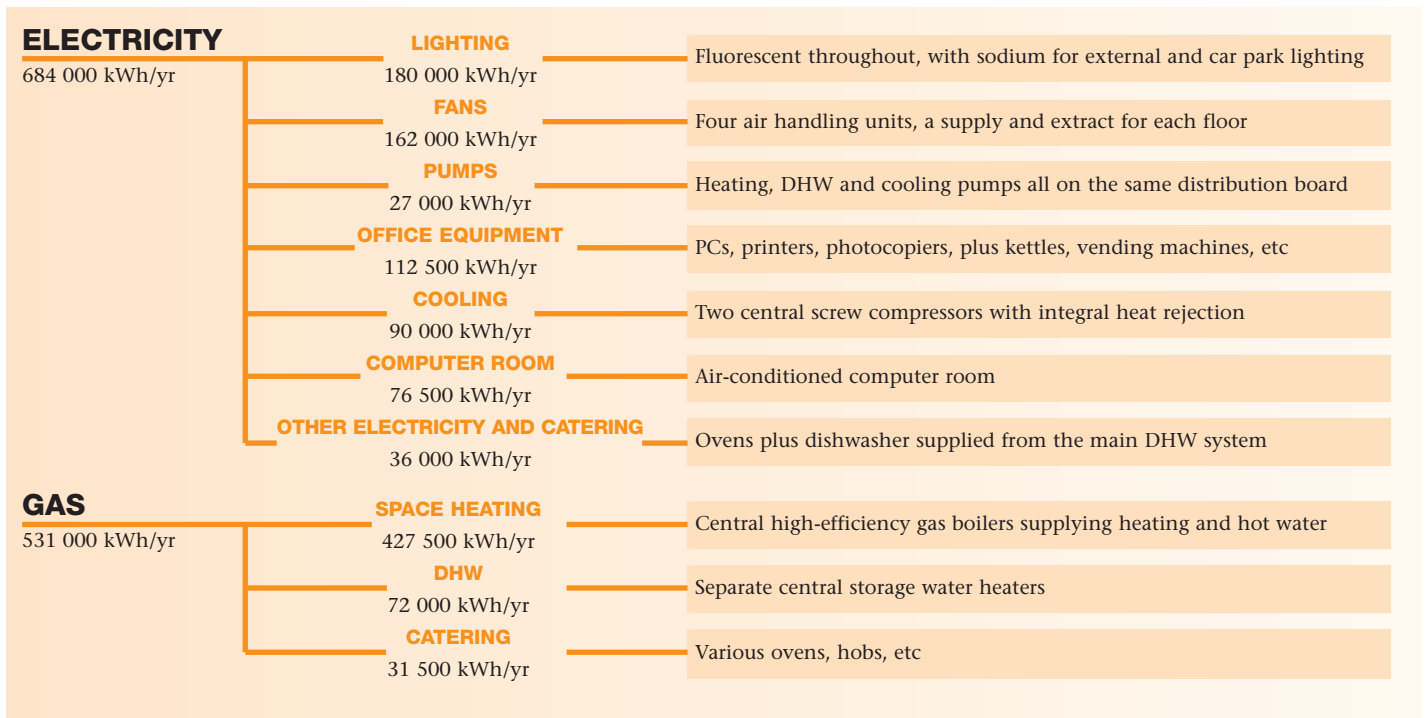 ELECTRICITY
684 000 kWh/yr
LIGHTING
180 000 kWh/yr
Fluorescent throughout, with sodium for external and car park lighting
FANS
162 000 kWh/yr
Four air handling units, a supply and extract for each floor
PUMPS
27 000 kWh/yr
Heating, DHW and cooling pumps all on the same distribution board
OFFICE EQUIPMENT
112 500 kWh/yr
PCs, printers, photocopiers, plus kettles, vending machines, etc
COOLING
90 000 kWh/yr
Two central screw compressors with integral heat rejection
COMPUTER ROOM
76 500 kWh/yr
Air-conditioned computer room
OTHER ELECTRICITY AND CATERING
36 000 kWh/yr
Ovens plus dishwasher supplied from the main DHW system
GAS
531 000 kWh/yr
SPACE HEATING
427 500 kWh/yr
Central high-efficiency gas boilers supplying heating and hot water
DHW
72 000 kWh/yr
Separate central storage water heaters
CATERING
31 500 kWh/yr
Various ovens, hobs, etc